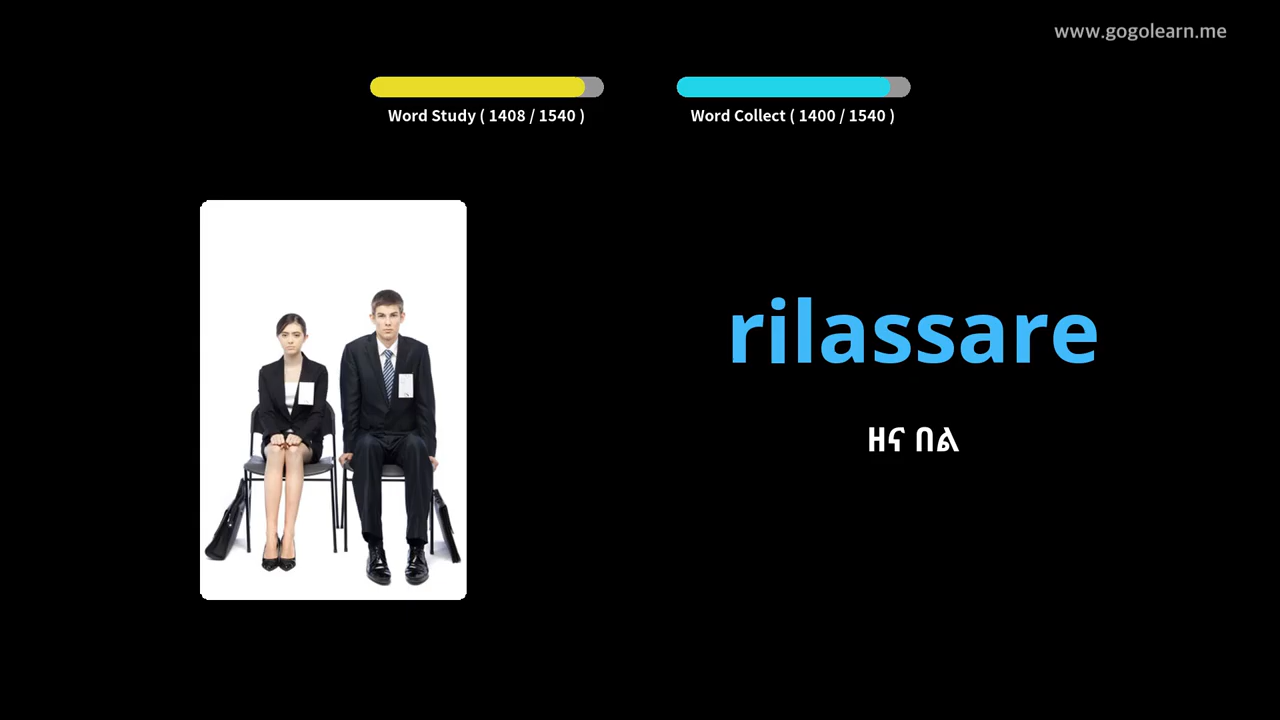 www.gogolearn.me
Word Study ( 1408 / 1540 )
Word Collect ( 1400 / 1540 )
rilassare
ዘና በል